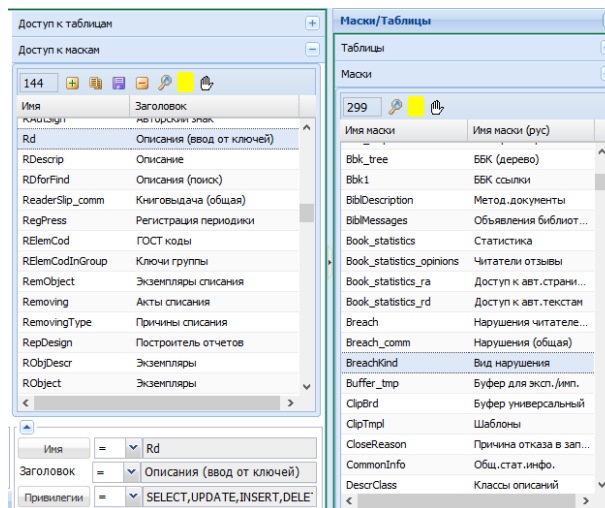 Доступ к таблицам
Доступ к маскам
144
Имя Заголовок
Rd Описания (ввод от ключей)
RDescrip Описание
RDforFind Описания (поиск)
ReaderSlip_comm Книговыдача (общая)
RegPress Регистрация периодики
RElemCod ГОСТ коды
RElemCodInGroup Ключи группы
RemObject Экземпляры списания
Removing Акты списания
RemovingType Причины списания
RepDesign Построитель отчетов
RObjDescr Экземпляры
RObject Экземпляры
Имя = Rd
Заголовок = Описания (ввод от ключей)
Привилегии = SELECT,UPDATE,INSERT,DELET
Маски/Таблицы
Таблицы
Маски
299
Имя маски Имя маски (рус)
Bbk_tree ББК (дерево)
Bbk1 ББК ссылки
BiblDescription Метод.документы
BiblMessages Объявления библиот...
Book_statistics Статистика
Book_statistics_opinions Читатели отзывы
Book_statistics_ra Доступ к авт.страни...
Book_statistics_rd Доступ к авт.текстам
Breach Нарушения читателе...
Breach_comm Нарушения (общая)
BreachKind Вид нарушения
Buffer_tmp Буфер для эксп./имп.
ClipBrd Буфер универсальный
ClipTmpl Шаблоны
CloseReason Причина отказа в зап...
CommonInfo Общ.стат.инфо.
DescrClass Классы описаний